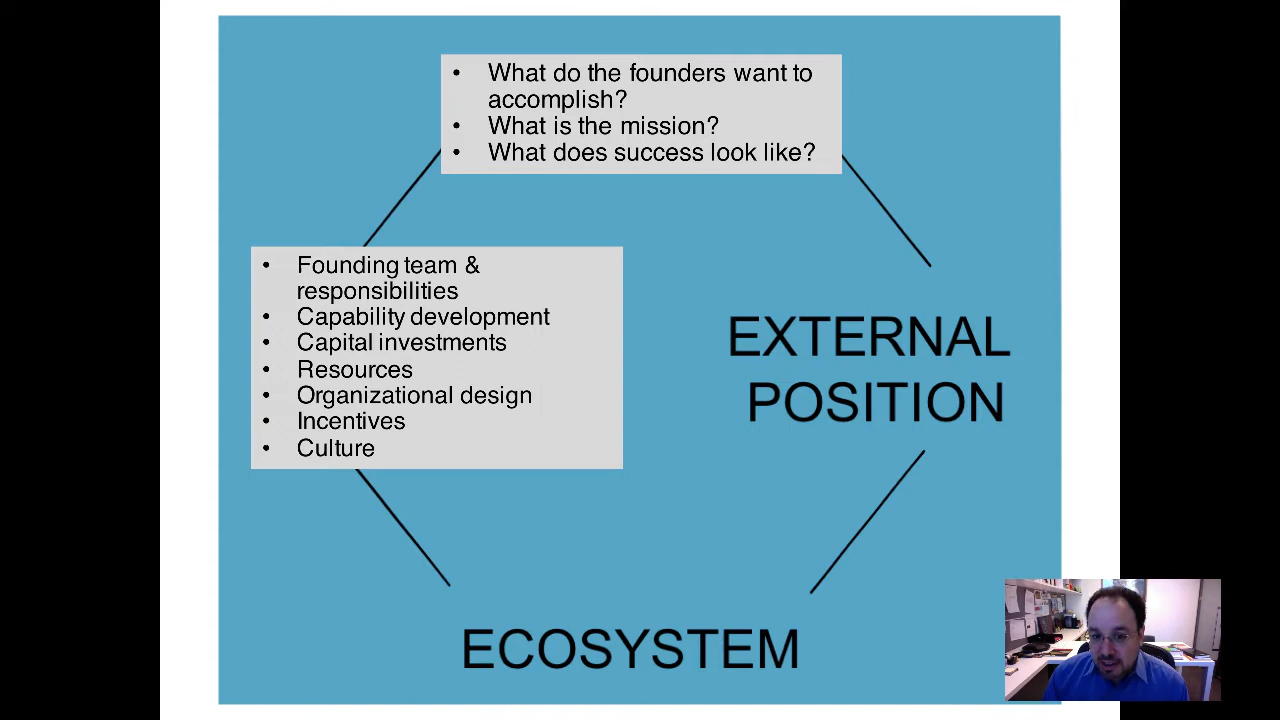 • What do the founders want to
accomplish?
• What is the mission?
• What does success look like?
• Founding team &
responsibilities
• Capability development
• Capital investments
• Resources
• Organizational design
• Incentives
• Culture
EXTERNAL
POSITION
ECOSYSTEM